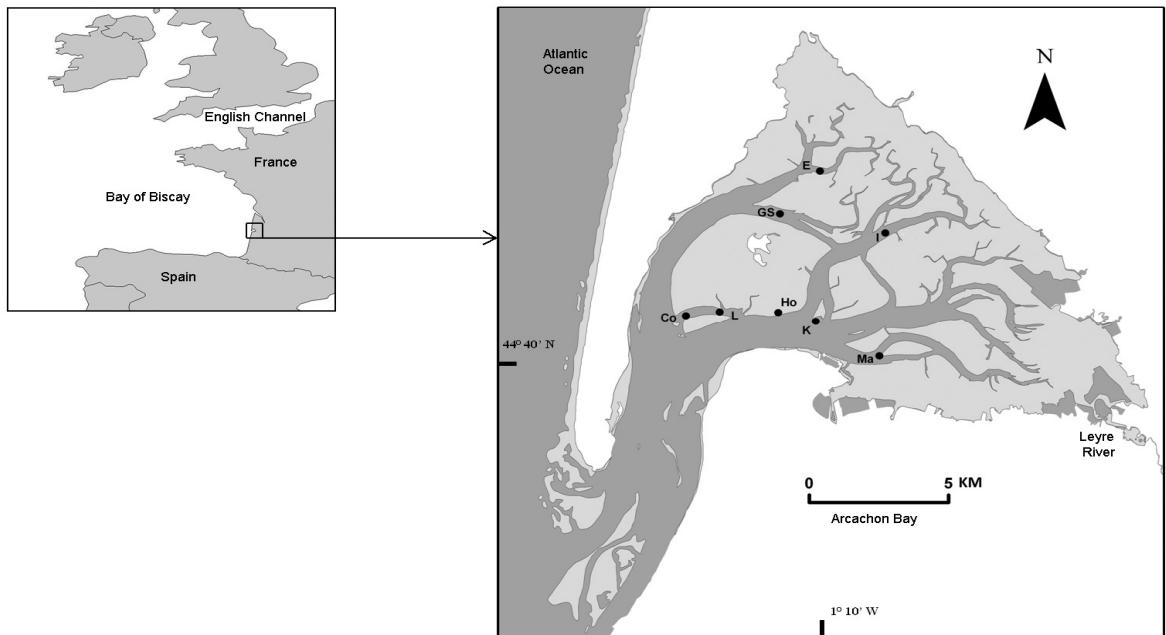 English Channel
France
Bay of Biscay
Spain
Atlantic
Ocean
N
E
GS
I
Co
L
Ho
K
Ma
44° 40' N
Leyre
River
0 5 KM
Arcachon Bay
1° 10' W